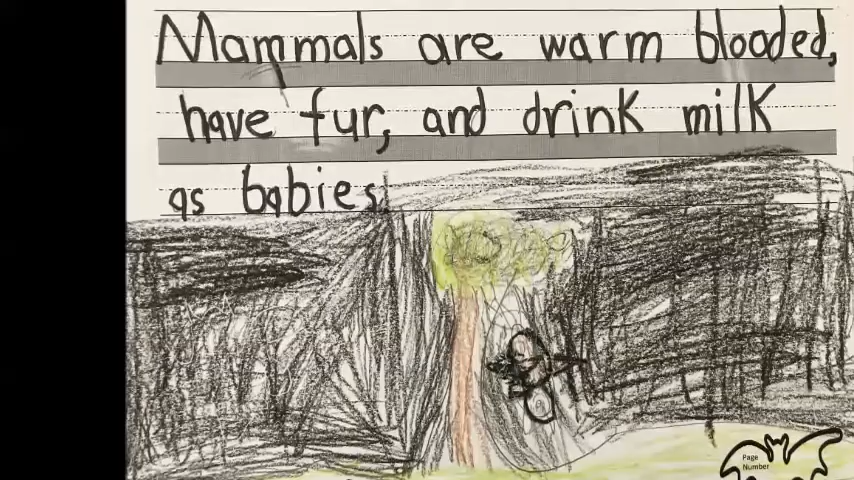 Mammals are warm blooded,
have fur, and drink milk
as babies.
Page
Number